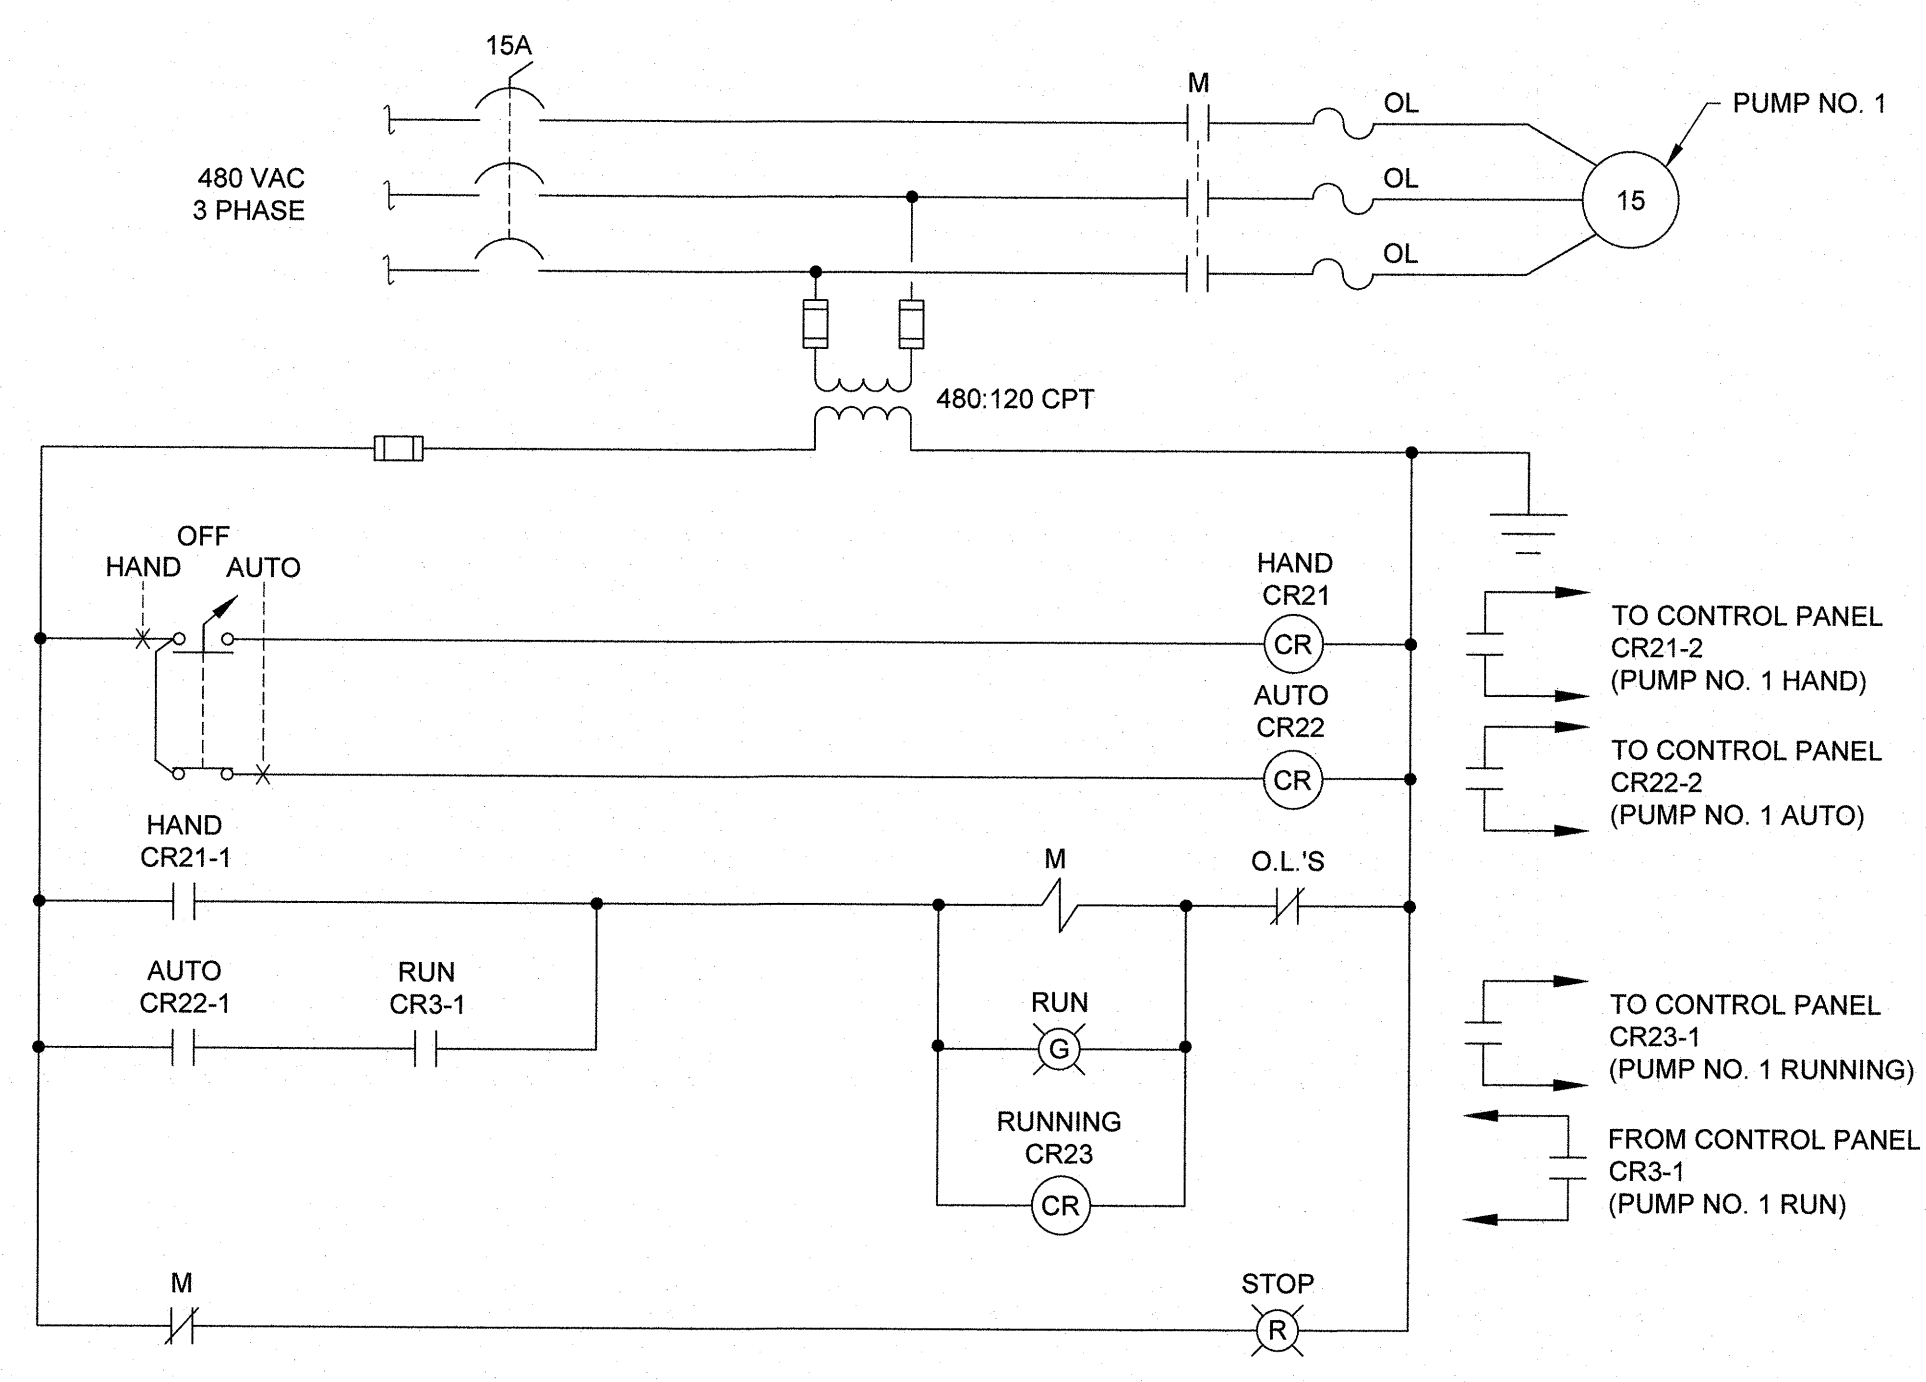 15A
M
OL
PUMP NO. 1
480 VAC
3 PHASE
OL
15
OL
480:120 CPT
OFF
HAND
AUTO
HAND
CR21
CR
TO CONTROL PANEL
CR21-2
(PUMP NO. 1 HAND)
AUTO
CR22
CR
TO CONTROL PANEL
CR22-2
(PUMP NO. 1 AUTO)
HAND
CR21-1
M
O.L.'S
AUTO
CR22-1
RUN
CR3-1
RUN
G
TO CONTROL PANEL
CR23-1
(PUMP NO. 1 RUNNING)
RUNNING
CR23
CR
FROM CONTROL PANEL
CR3-1
(PUMP NO. 1 RUN)
M
STOP
R